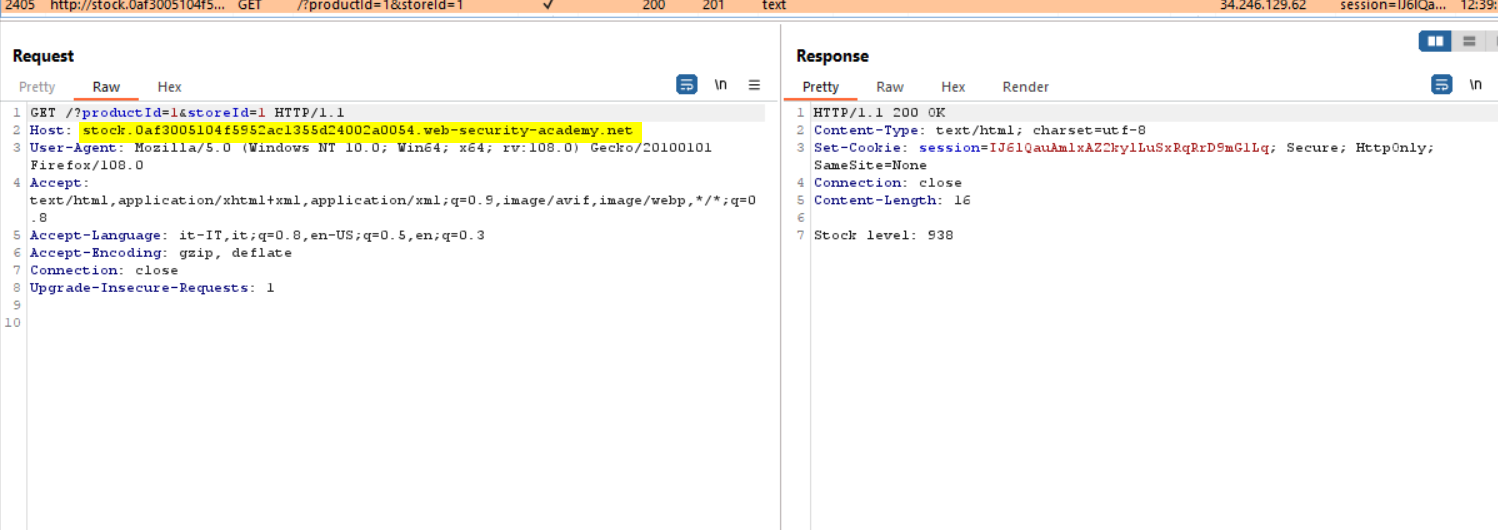 2405 http://stock.0af3005104f5... GET /?productId=1&storeId=1 ✓ 200 201 text 34.246.129.62 session=IJ6lQa... 12:39:
Request
Pretty Raw Hex
\n
1 GET /?productId=1&storeId=1 HTTP/1.1
2 Host: stock.0af3005104f5952ac1355d24002a0054.web-security-academy.net
3 User-Agent: Mozilla/5.0 (Windows NT 10.0; Win64; x64; rv:108.0) Gecko/20100101
Firefox/108.0
4 Accept:
text/html,application/xhtml+xml,application/xml;q=0.9,image/avif,image/webp,*/*;q=0
.8
5 Accept-Language: it-IT,it;q=0.8,en-US;q=0.5,en;q=0.3
6 Accept-Encoding: gzip, deflate
7 Connection: close
8 Upgrade-Insecure-Requests: 1
9
10
Response
Pretty Raw Hex Render
\n
1 HTTP/1.1 200 OK
2 Content-Type: text/html; charset=utf-8
3 Set-Cookie: session=IJ6lQauAmlxAZ2kylLuSxRqRrD9mGlLq; Secure; HttpOnly;
SameSite=None
4 Connection: close
5 Content-Length: 16
6
7 Stock level: 938